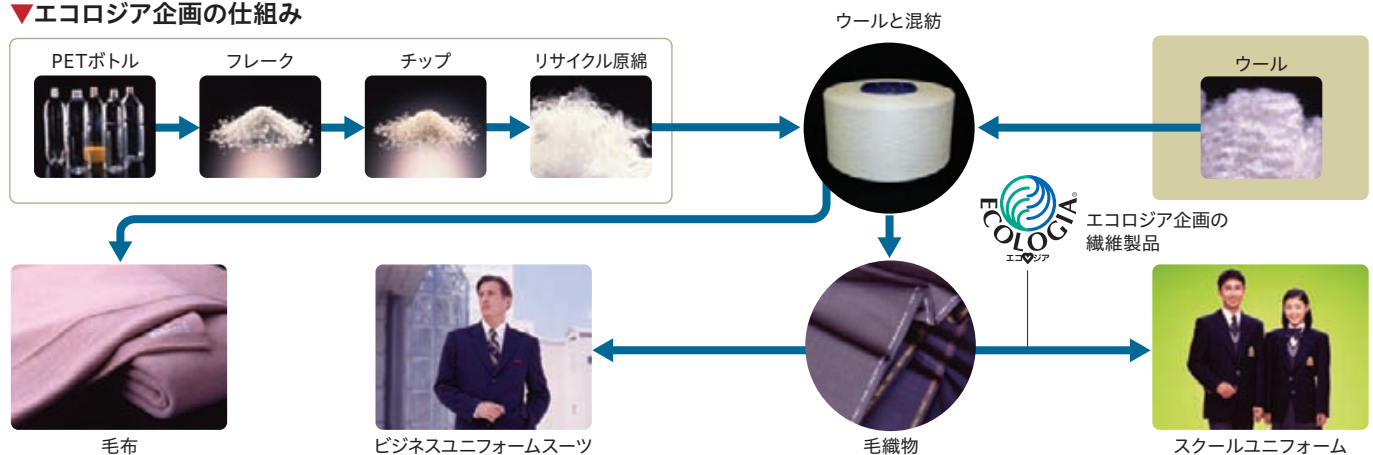 ▼エコロジア企画の仕組み
ウールと混紡
PETボトル
フレーク
チップ
リサイクル原綿
ウール
ECOLOGIA®
エコロジア
エコロジア企画の
繊維製品
毛布
ビジネスユニフォームスーツ
毛織物
スクールユニフォーム